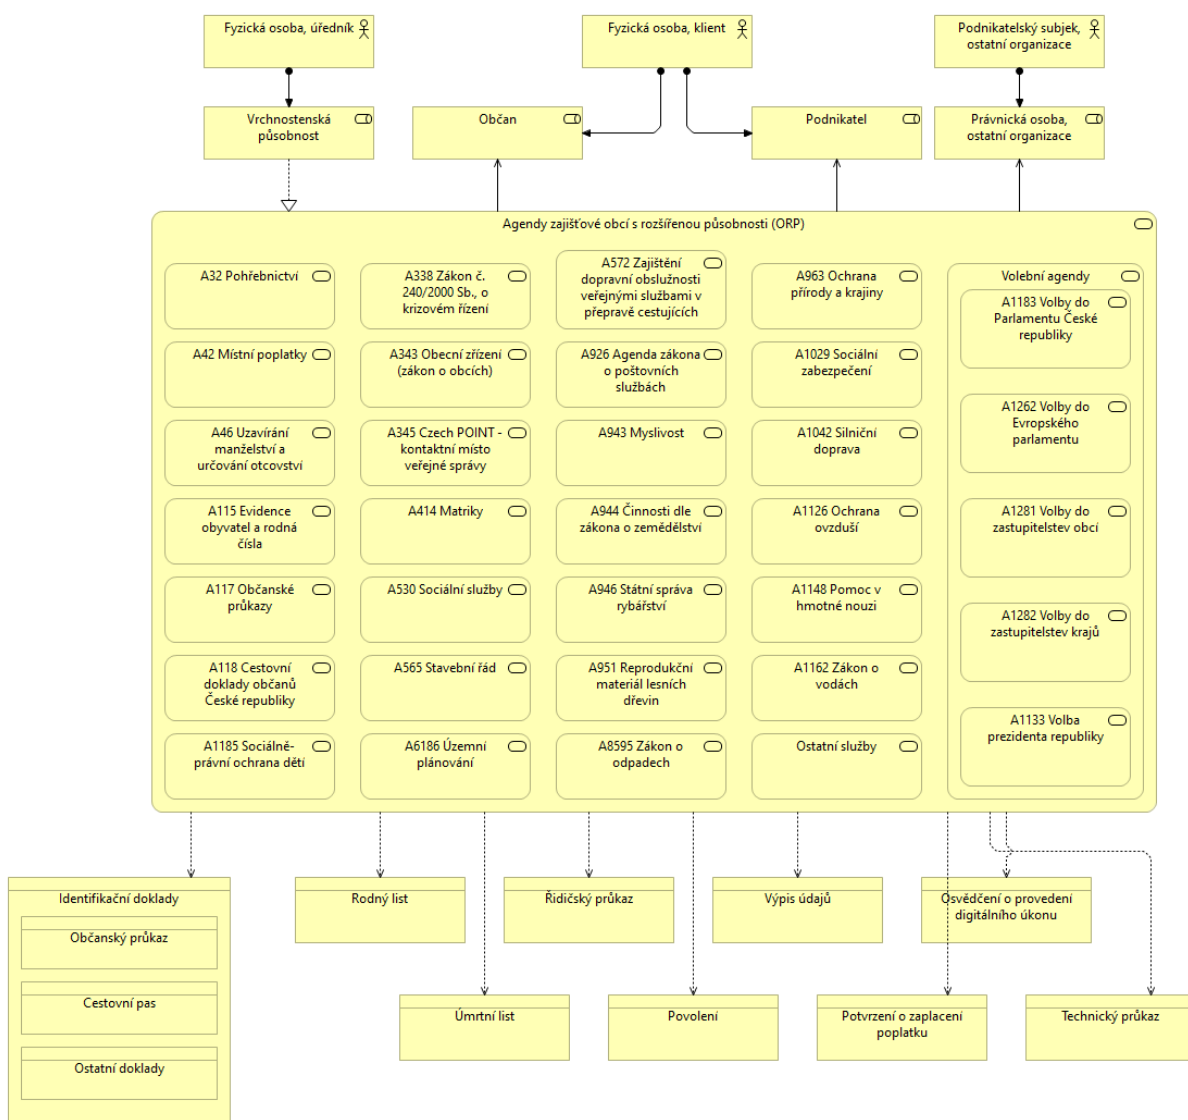 Fyzická osoba, úředník
Fyzická osoba, klient
Podnikatelský subjek,
ostatní organizace
Vrchnostenská
působnost
Občan
Podnikatel
Právnická osoba,
ostatní organizace
Agendy zajišťové obcí s rozšířenou působnosti (ORP)
A32 Pohřebnictví
A338 Zákon č.
240/2000 Sb., o
krizovém řízení
A572 Zajištění
dopravní obslužnosti
veřejnými službami v
přepravě cestujících
A963 Ochrana
přírody a krajiny
Volební agendy
A1183 Volby do
Parlamentu České
republiky
A42 Místní poplatky
A343 Obecní zřízení
(zákon o obcích)
A926 Agenda zákona
o poštovních
službách
A1029 Sociální
zabezpečení
A1262 Volby do
Evropského
parlamentu
A46 Uzavírání
manželství a
určování otcovství
A345 Czech POINT -
kontaktní místo
veřejné správy
A943 Myslivost
A1042 Silniční
doprava
A115 Evidence
obyvatel a rodná
čísla
A414 Matriky
A944 Činnosti dle
zákona o zemědělství
A1126 Ochrana
ovzduší
A1281 Volby do
zastupitelstev obcí
A117 Občanské
průkazy
A530 Sociální služby
A946 Státní správa
rybářství
A1148 Pomoc v
hmotné nouzi
A1282 Volby do
zastupitelstev krajů
A118 Cestovní
doklady občanů
České republiky
A565 Stavební řád
A951 Reprodukční
materiál lesních
dřevin
A1162 Zákon o
vodách
A1133 Volba
prezidenta republiky
A1185 Sociálně-
právní ochrana dětí
A6186 Územní
plánování
A8595 Zákon o
odpadech
Ostatní služby
Identifikační doklady
Občanský průkaz
Cestovní pas
Ostatní doklady
Rodný list
Řidičský průkaz
Výpis údajů
Osvědčení o provedení
digitálního úkonu
Úmrtní list
Povolení
Potvrzení o zaplacení
poplatku
Technický průkaz